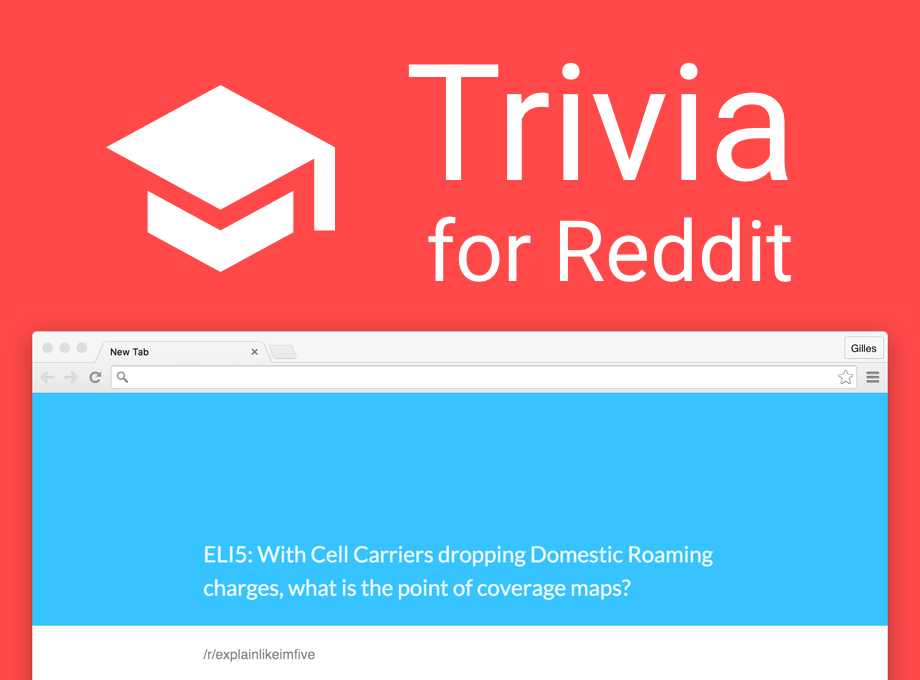 Trivia
for Reddit
New Tab
Gilles
ELI5: With Cell Carriers dropping Domestic Roaming
charges, what is the point of coverage maps?
/r/explainlikeimfive